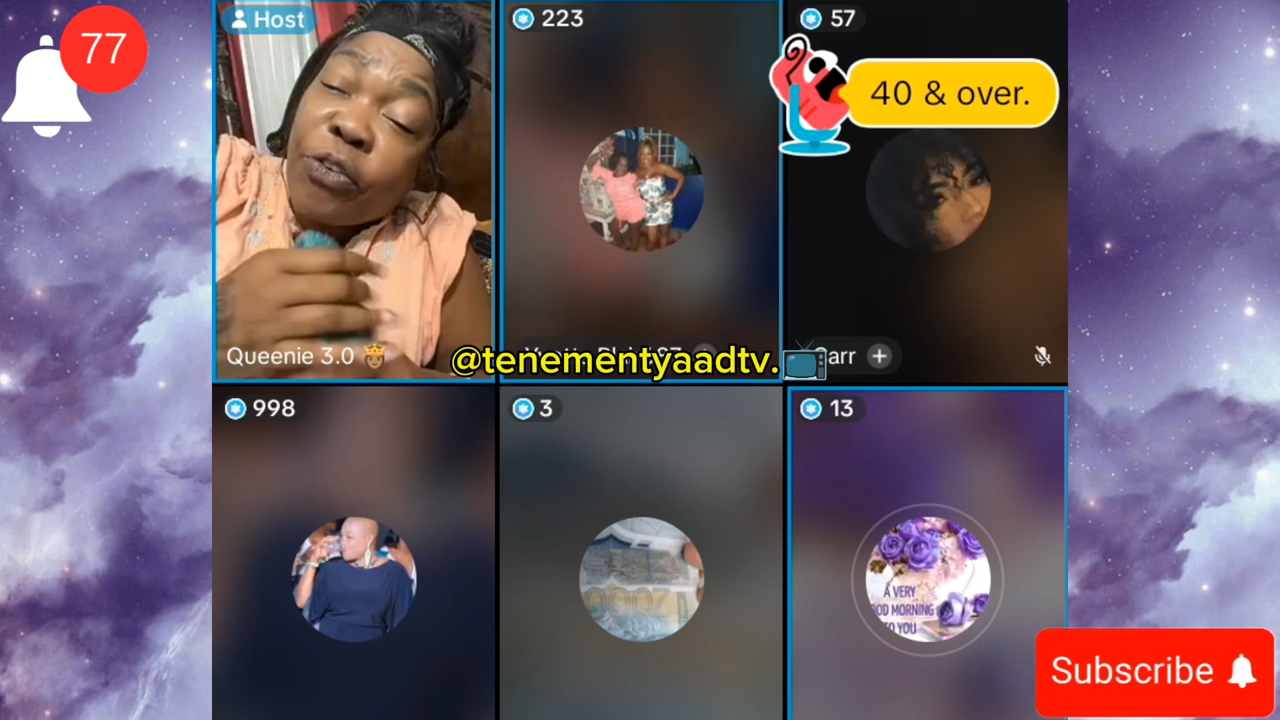 77
Host
223
57
40 & over.
Queenie 3.0
@tenementyaadtv.
arr
998
3
13
A VERY
OOD MORNING
TO YOU
Subscribe